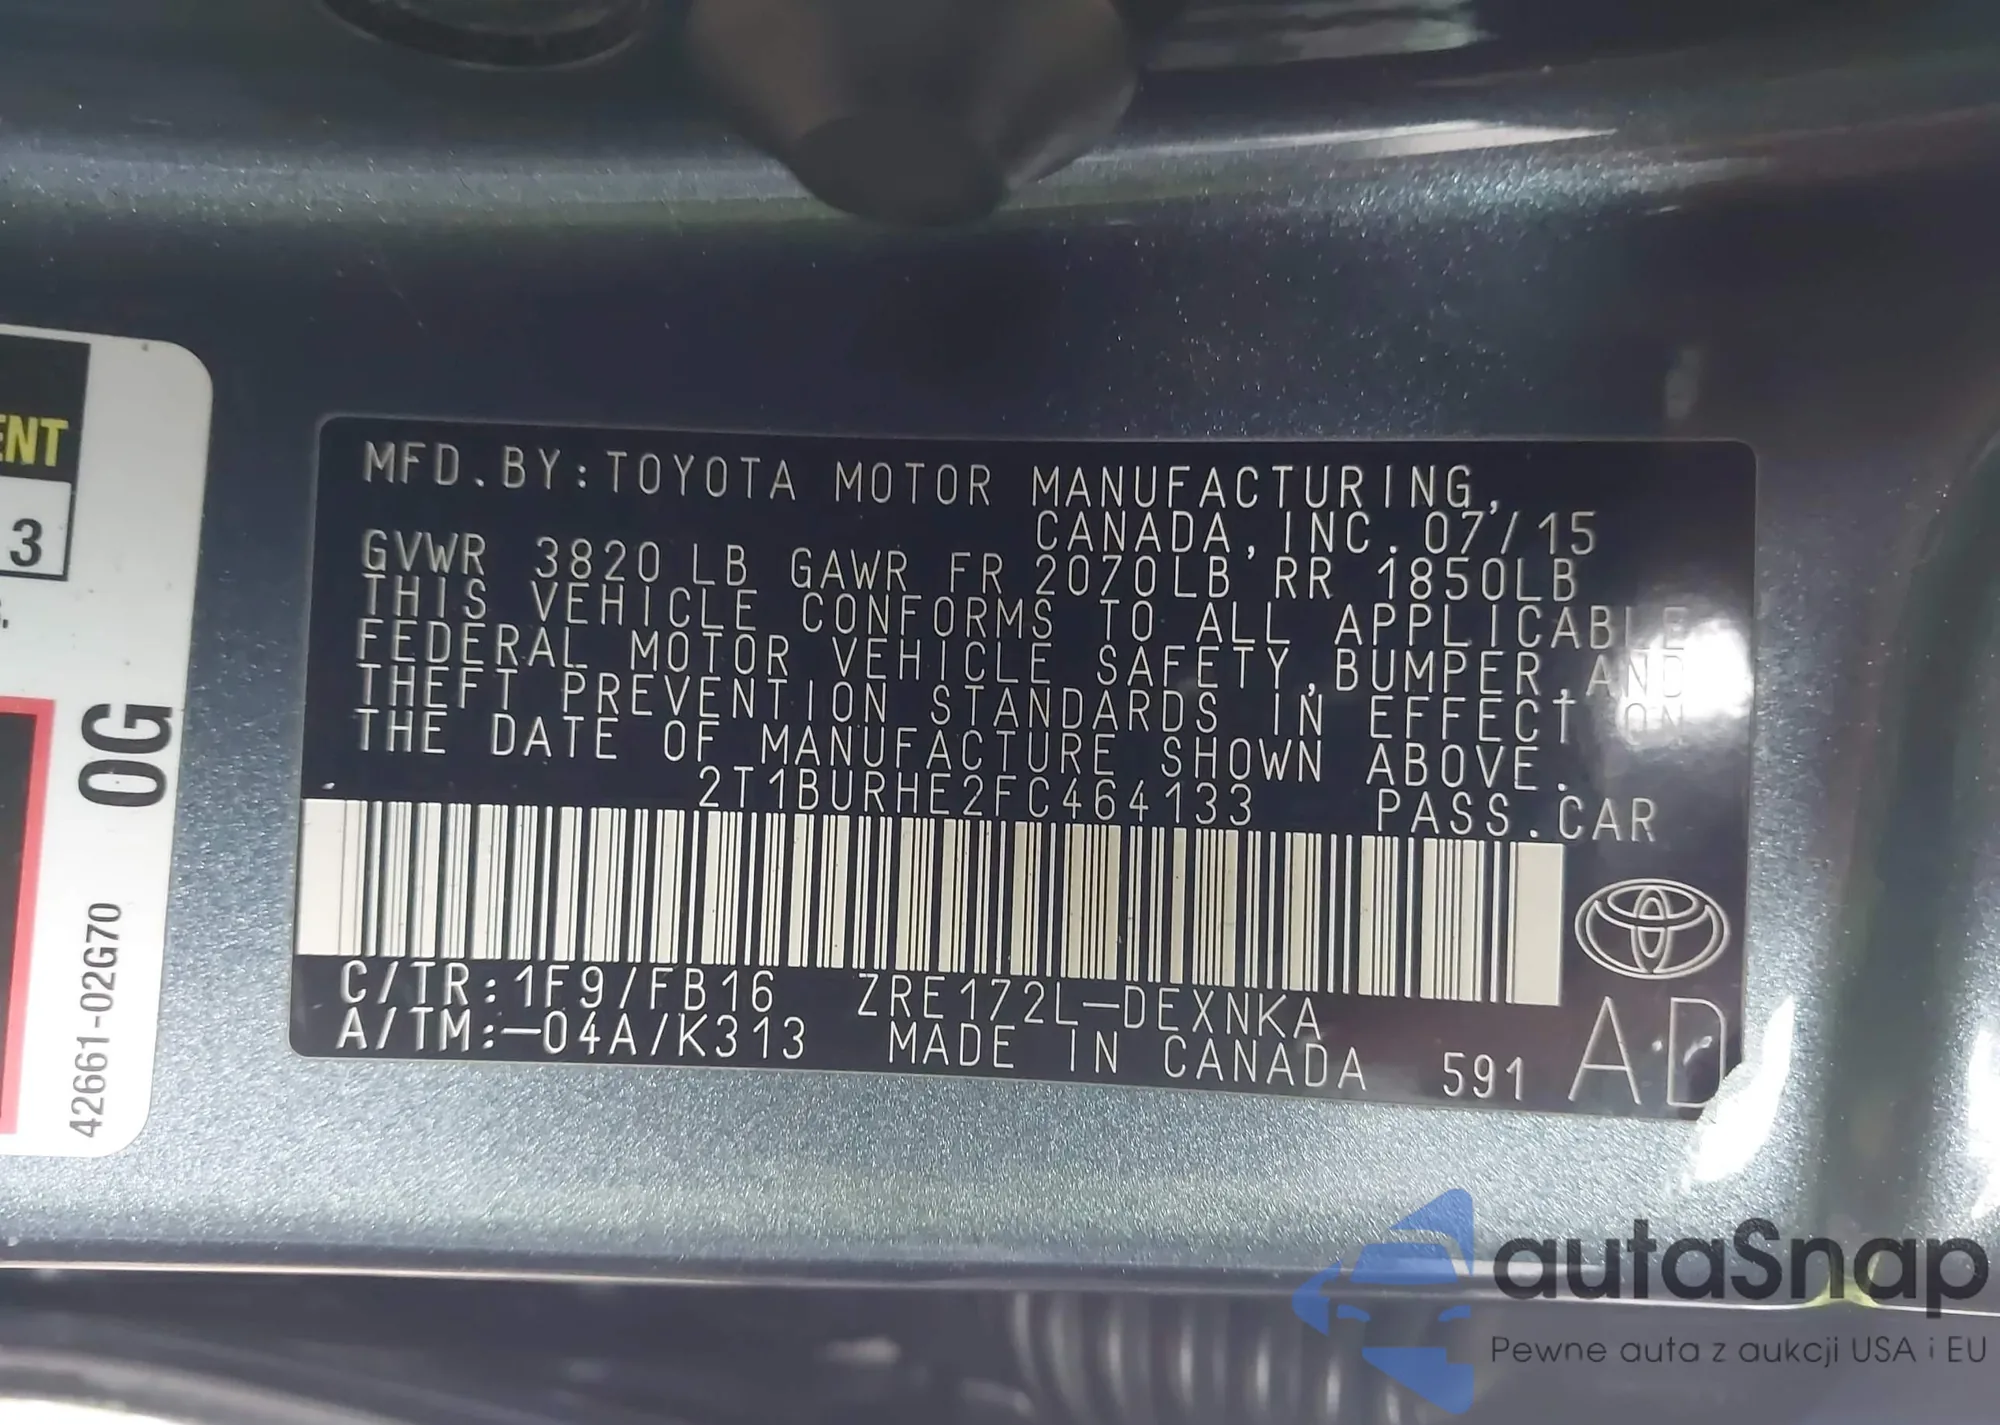 ENT
3
0G
42661-02G70
MFD.BY:TOYOTA MOTOR MANUFACTURING,
CANADA,INC.07/15
GVWR 3820 LB GAWR FR 2070LB RR 1850LB
THIS VEHICLE CONFORMS TO ALL APPLICABLE
FEDERAL MOTOR VEHICLE SAFETY,BUMPER,AND
THEFT PREVENTION STANDARDS IN EFFECT ON
THE DATE OF MANUFACTURE SHOWN ABOVE.
2T1BURHE2FC464133 PASS.CAR
C/TR:1F9/FB16 ZRE172L-DEXNKA
A/TM:-04A/K313 MADE IN CANADA 591 AD
autaSnap
Pewne auta z aukcji USA i EU